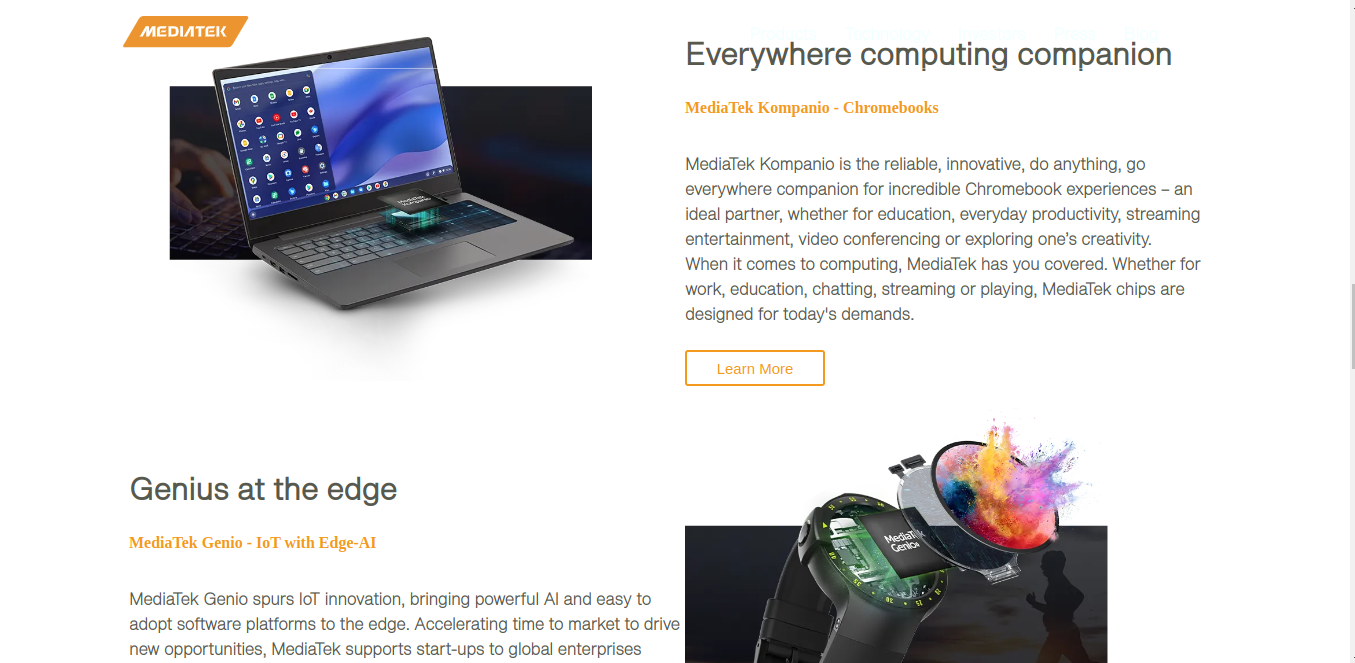 MEDIATEK
Products Technology Investors Press Blog
Everywhere computing companion
MediaTek Kompanio - Chromebooks
MediaTek Kompanio is the reliable, innovative, do anything, go
everywhere companion for incredible Chromebook experiences – an
ideal partner, whether for education, everyday productivity, streaming
entertainment, video conferencing or exploring one’s creativity.
When it comes to computing, MediaTek has you covered. Whether for
work, education, chatting, streaming or playing, MediaTek chips are
designed for today's demands.
Learn More
MediaTek
Kompanio
Genius at the edge
MediaTek Genio - IoT with Edge-AI
MediaTek Genio spurs IoT innovation, bringing powerful AI and easy to
adopt software platforms to the edge. Accelerating time to market to drive
new opportunities, MediaTek supports start-ups to global enterprises
MediaTek
Genio